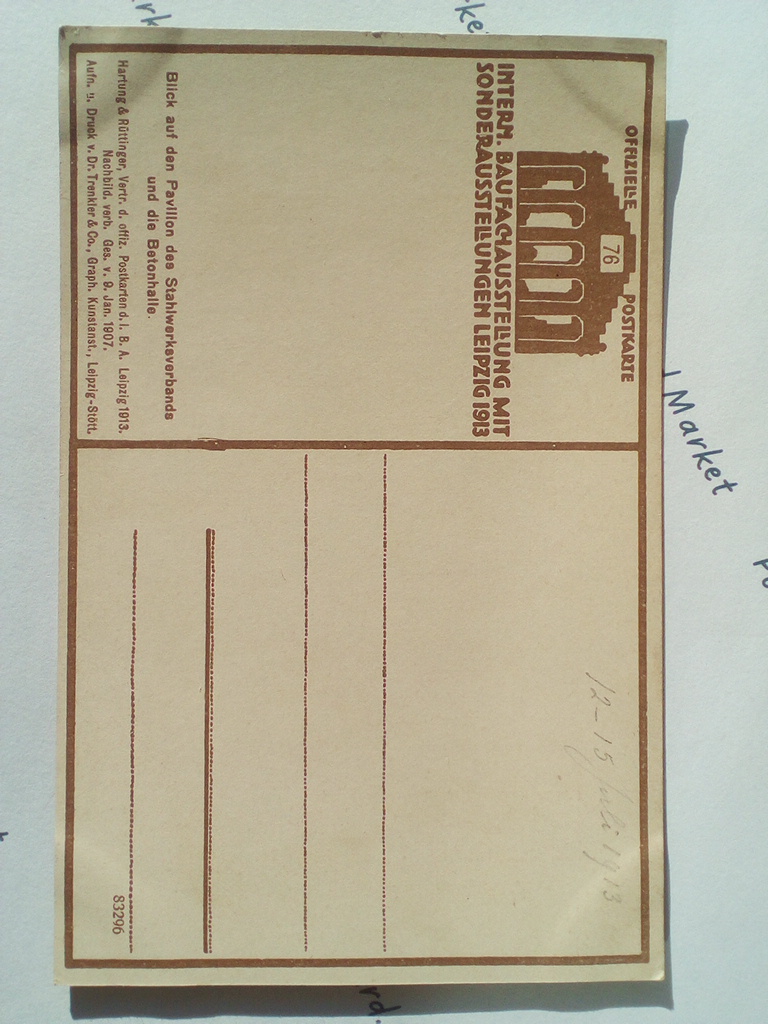 OFFIZIELLE POSTKARTE
76
INTERN. BAUFACHAUSSTELLUNG MIT
SONDERAUSSTELLUNGEN LEIPZIG 1913
Blick auf den Pavillon des Stahlwerksverbands
und die Betonhalle.
Hartung & Rüttinger, Vertr. d. offiz. Postkarten d. I. B. A. Leipzig 1913.
Nachbild. verb. Ges. v. 9. Jan. 1907.
Aufn. u. Druck v. Dr. Trenkler & Co., Graph. Kunstanst., Leipzig-Stött.
12-15 Juli 1913
83296
Market
rd.